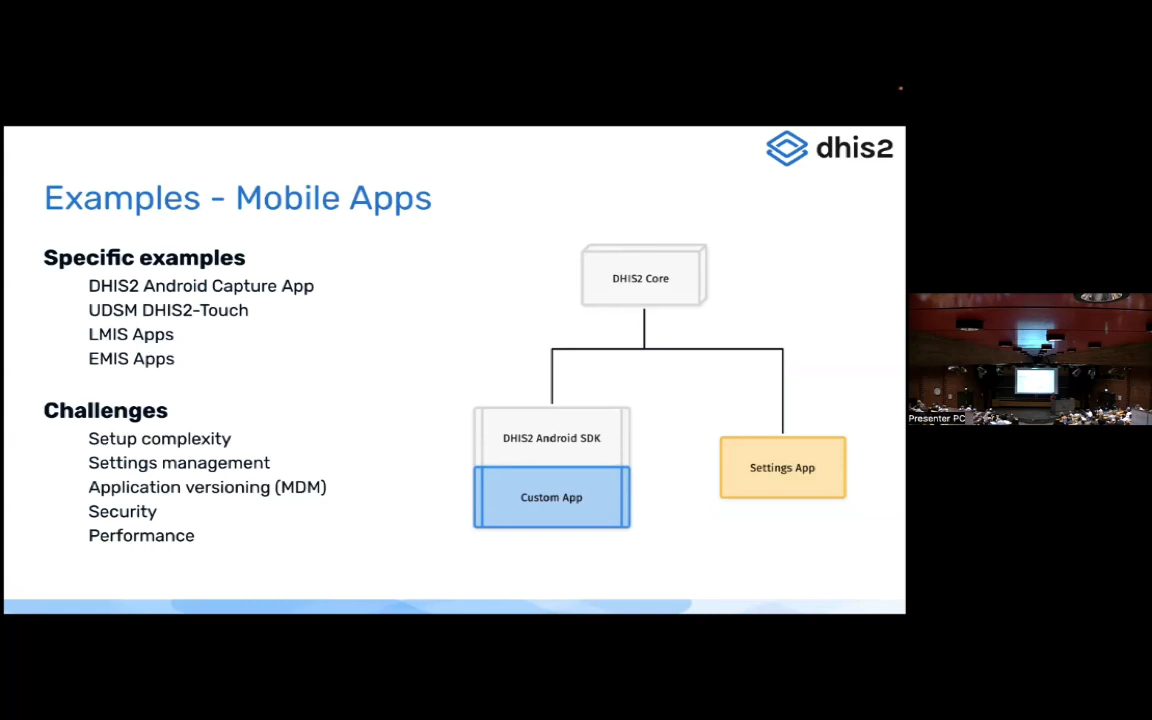 dhis2
Examples - Mobile Apps
Specific examples
DHIS2 Android Capture App
UDSM DHIS2-Touch
LMIS Apps
EMIS Apps
Challenges
Setup complexity
Settings management
Application versioning (MDM)
Security
Performance
DHIS2 Core
DHIS2 Android SDK
Custom App
Settings App
Presenter PC